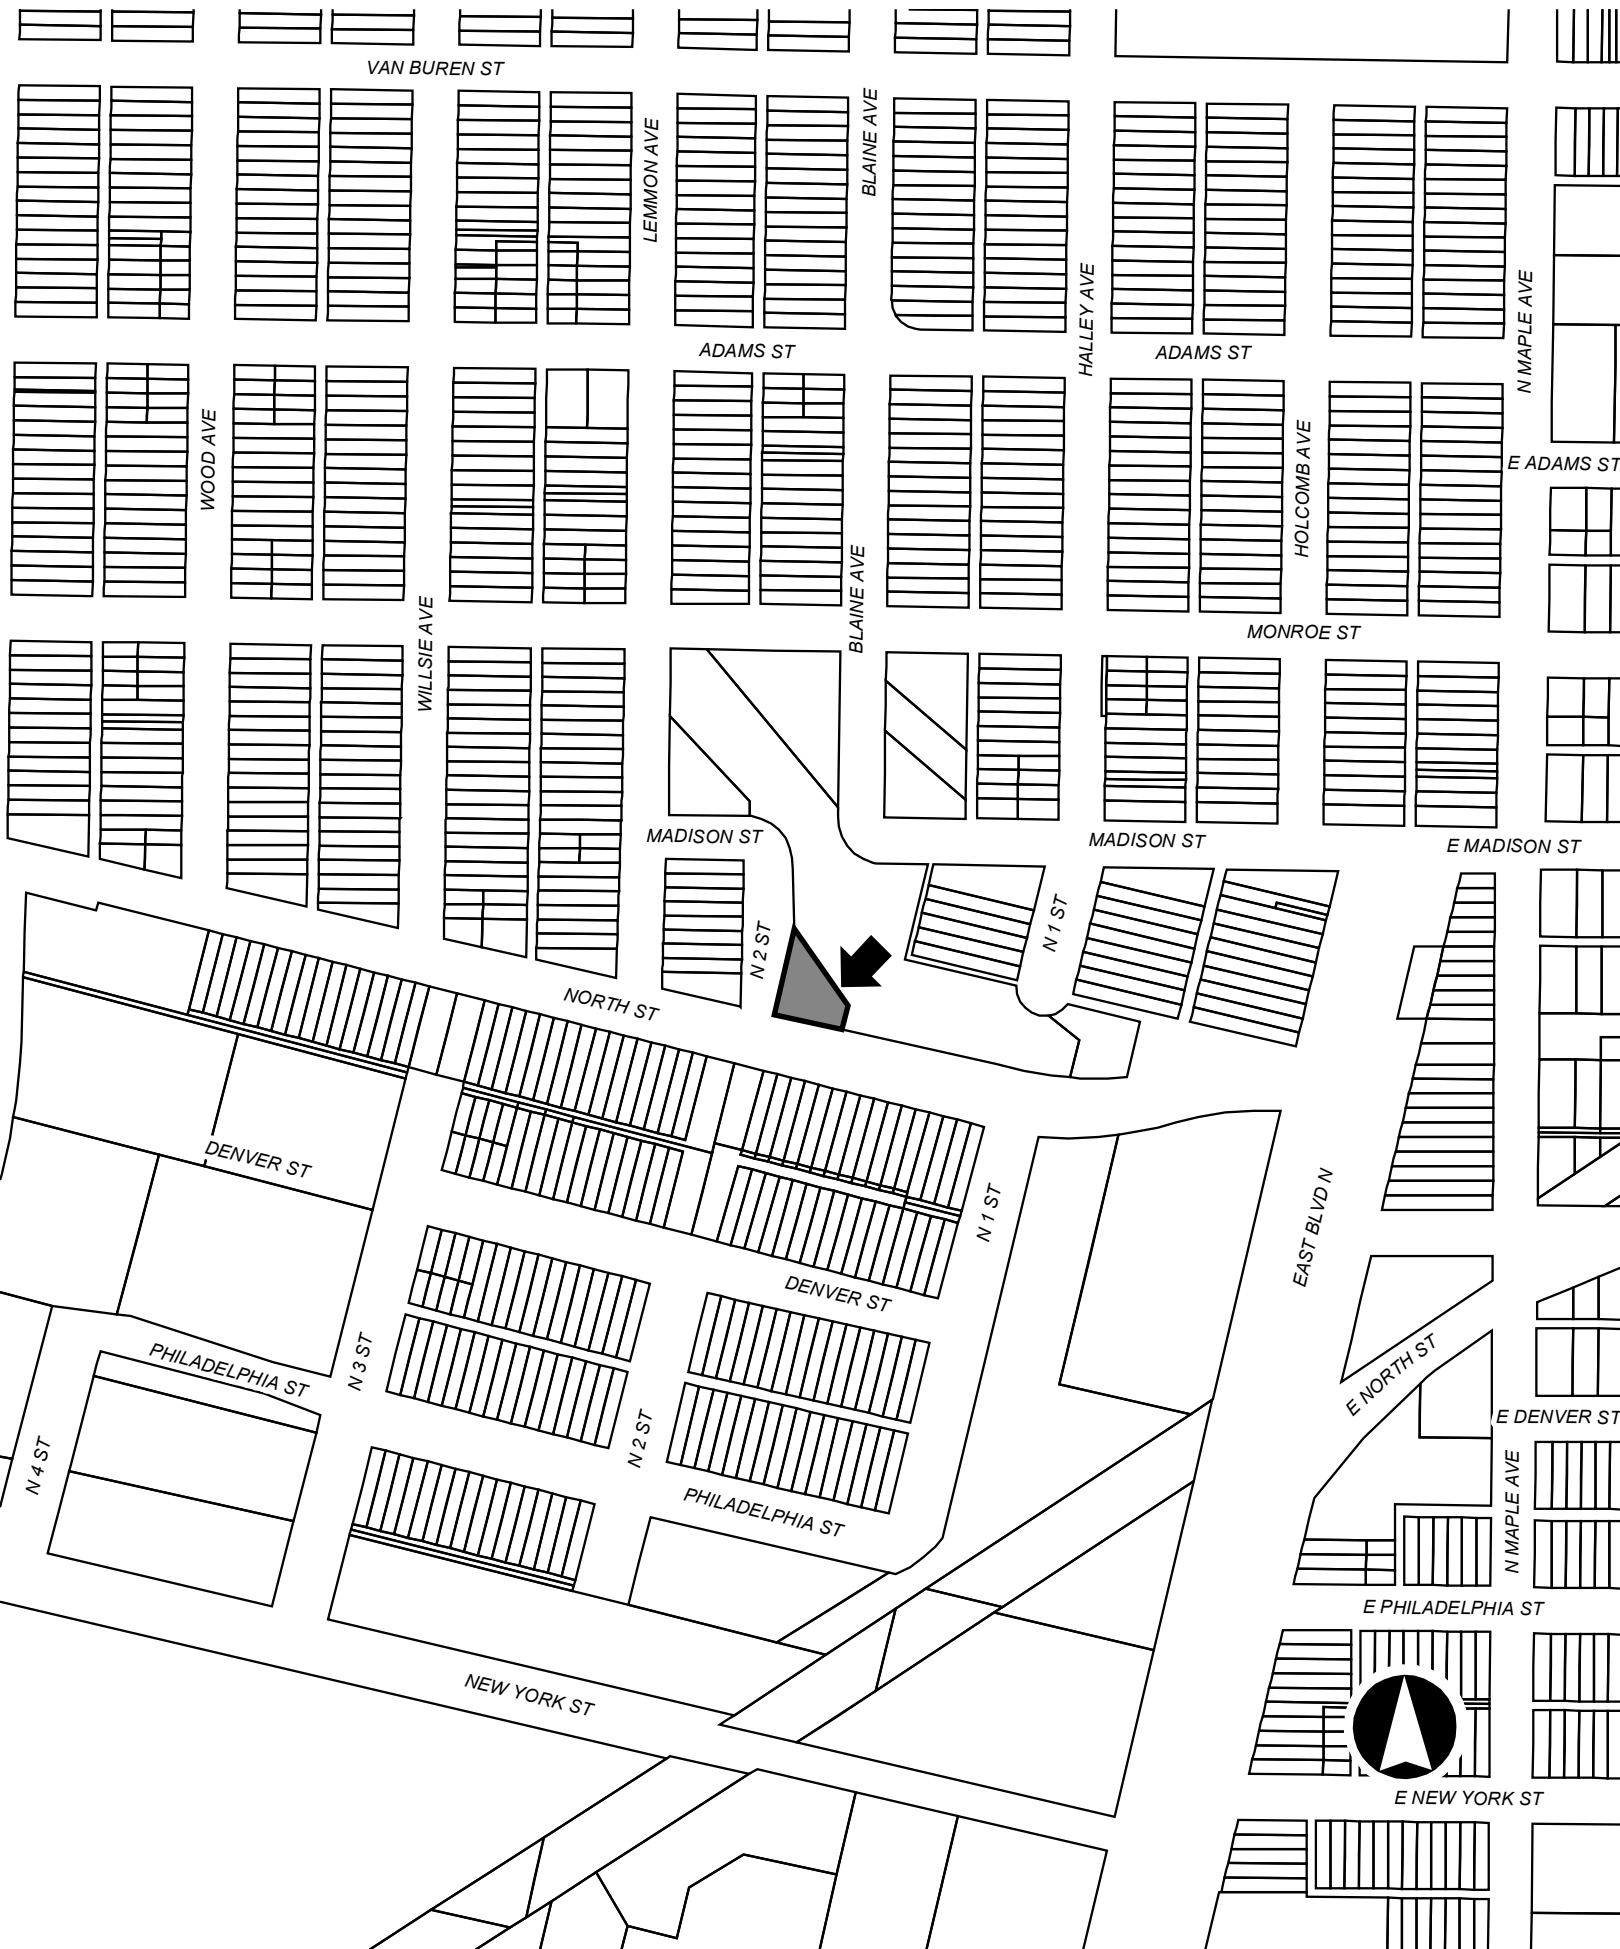 VAN BUREN ST
BLAINE AVE
LEMMON AVE
HALLEY AVE
N MAPLE AVE
ADAMS ST
ADAMS ST
WOOD AVE
HOLCOMB AVE
E ADAMS ST
BLAINE AVE
WILLSIE AVE
MONROE ST
MADISON ST
MADISON ST
E MADISON ST
N 1 ST
N 2 ST
NORTH ST
DENVER ST
N 1 ST
EAST BLVD N
DENVER ST
PHILADELPHIA ST
N 3 ST
E NORTH ST
N 4 ST
N 2 ST
E DENVER ST
N MAPLE AVE
PHILADELPHIA ST
E PHILADELPHIA ST
NEW YORK ST
E NEW YORK ST